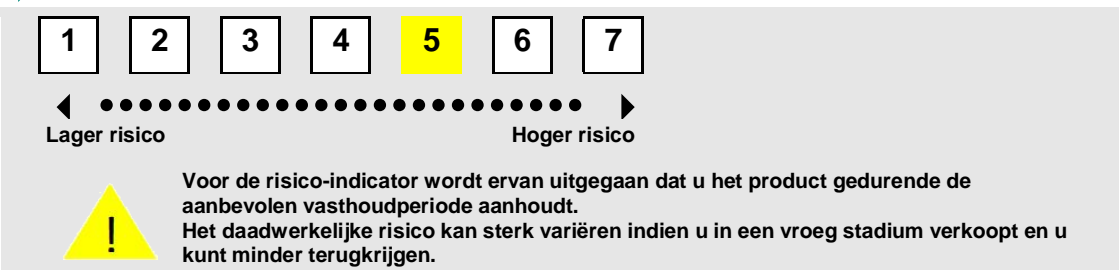 1 2 3 4 5 6 7
Lager risico Hoger risico
Voor de risico-indicator wordt ervan uitgegaan dat u het product gedurende de
aanbevolen vasthoudperiode aanhoudt.
Het daadwerkelijke risico kan sterk variëren indien u in een vroeg stadium verkoopt en u
kunt minder terugkrijgen.
!